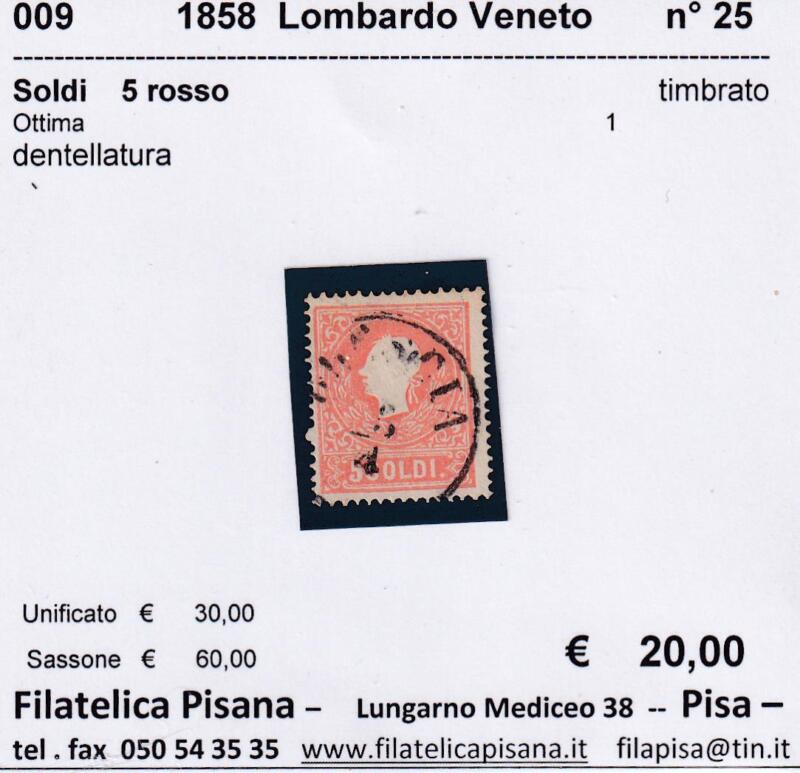 009 1858 Lombardo Veneto n° 25
Soldi 5 rosso timbrato
Ottima 1
dentellatura
5 SOLDI.
Unificato € 30,00
Sassone € 60,00 € 20,00
Filatelica Pisana – Lungarno Mediceo 38 -- Pisa –
tel . fax 050 54 35 35 www.filatelicapisana.it filapisa@tin.it